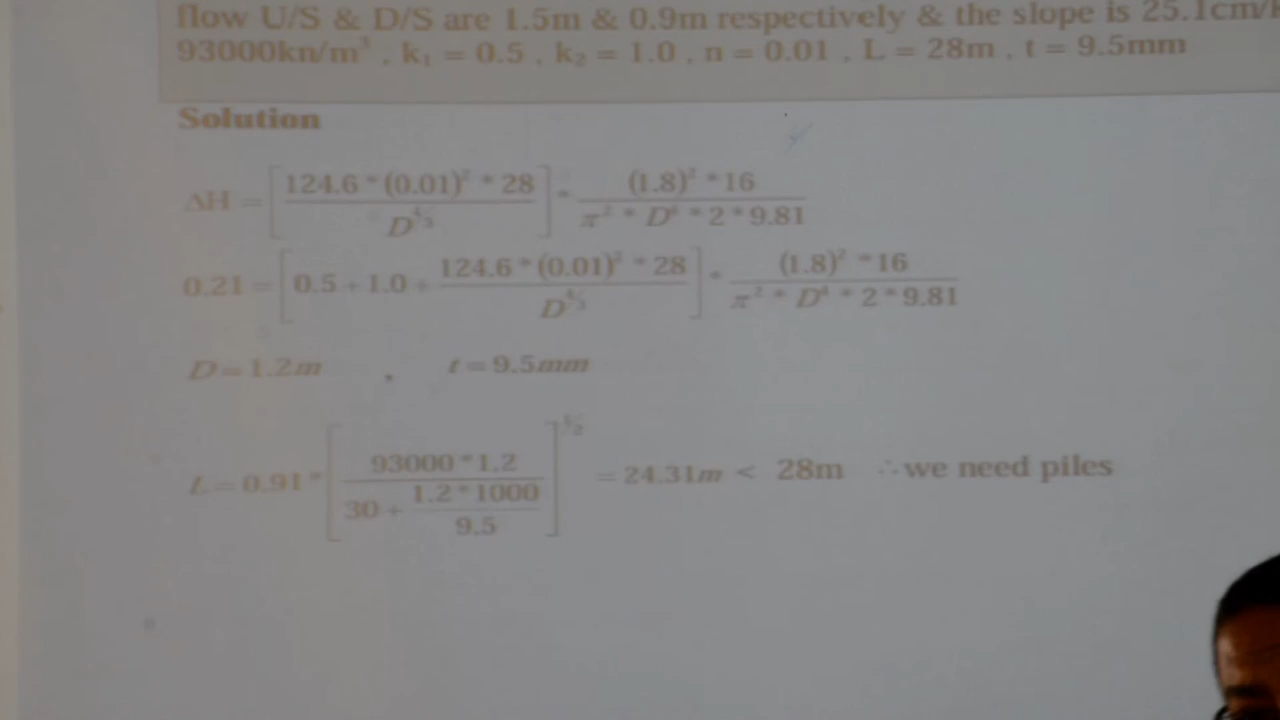 flow U/S & D/S are 1.5m & 0.9m respectively & the slope is 25.1cm/k
93000kn/m³ , k₁ = 0.5 , k₂ = 1.0 , n = 0.01 , L = 28m , t = 9.5mm
Solution
ΔH = [124.6 * (0.01)² * 28 / D^(4/3)] * (1.8)² * 16 / π² * D⁴ * 2 * 9.81
0.21 = [0.5 + 1.0 + 124.6 * (0.01)² * 28 / D^(4/3)] * (1.8)² * 16 / π² * D⁴ * 2 * 9.81
D = 1.2m , t = 9.5mm
L = 0.91 * [93000 * 1.2 / 30 + 1.2 * 1000 / 9.5]^(1/2) = 24.31m < 28m ∴ we need piles